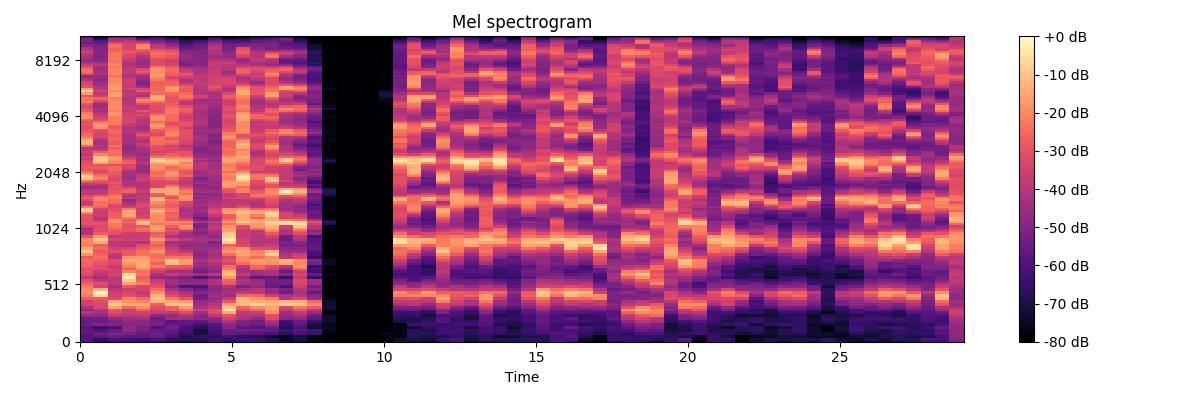 Mel spectrogram
Hz
8192
4096
2048
1024
512
0
0 5 10 15 20 25
Time
+0 dB
-10 dB
-20 dB
-30 dB
-40 dB
-50 dB
-60 dB
-70 dB
-80 dB